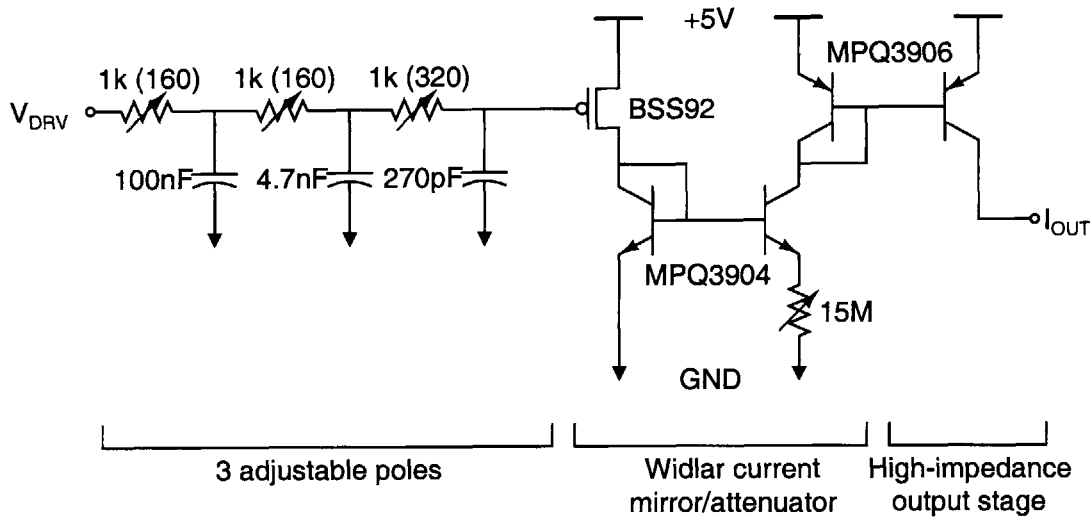 +5V
MPQ3906
1k (160)
1k (160)
1k (320)
V_DRV
BSS92
100nF
4.7nF
270pF
I_OUT
MPQ3904
15M
GND
3 adjustable poles
Widlar current
mirror/attenuator
High-impedance
output stage